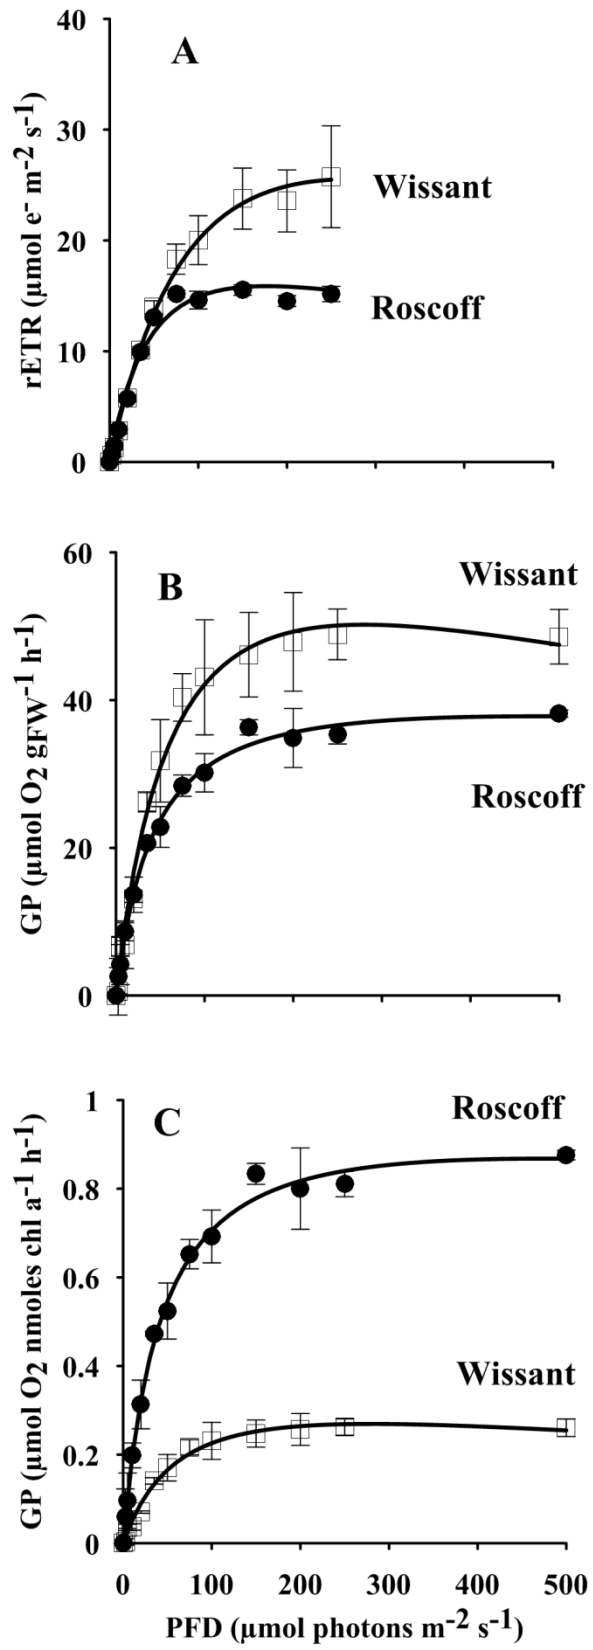 40
A
30
rETR (µmol e- m-2 s-1)
Wissant
20
Roscoff
10
0
60
Wissant
B
40
GP (µmol O2 gFW-1 h-1)
Roscoff
20
0
1
C
Roscoff
0.8
0.6
GP (µmol O2 nmoles chl a-1 h-1)
0.4
Wissant
0.2
0
0 100 200 300 400 500
PFD (µmol photons m-2 s-1)